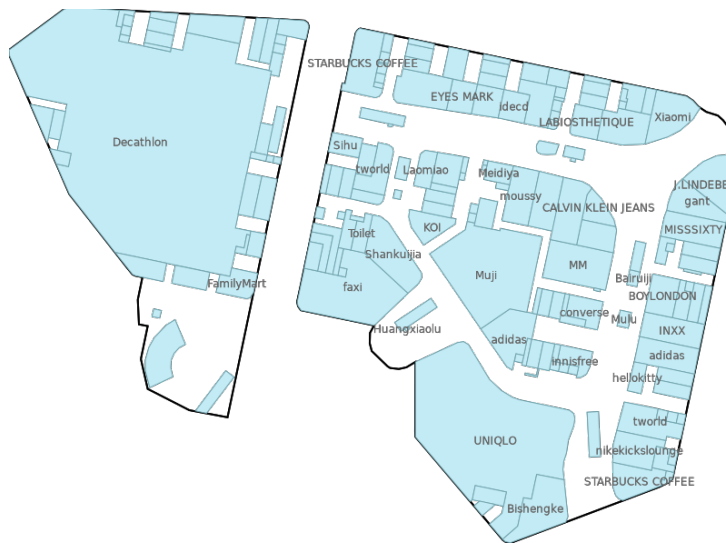 STARBUCKS COFFEE
EYES MARK
idecd
LABIOSTHETIQUE
Xiaomi
Decathlon
Sihu
tworld
Laomiao
Meidiya
moussy
CALVIN KLEIN JEANS
J.LINDEBE
gant
MISSSIXTY
KOI
Toilet
Shankuijia
Muji
MM
Bairuiji
FamilyMart
faxi
BOYLONDON
Huangxiaolu
converse
Mulu
INXX
adidas
adidas
innisfree
hellokitty
tworld
UNIQLO
nikekickslounge
STARBUCKS COFFEE
Bishengke